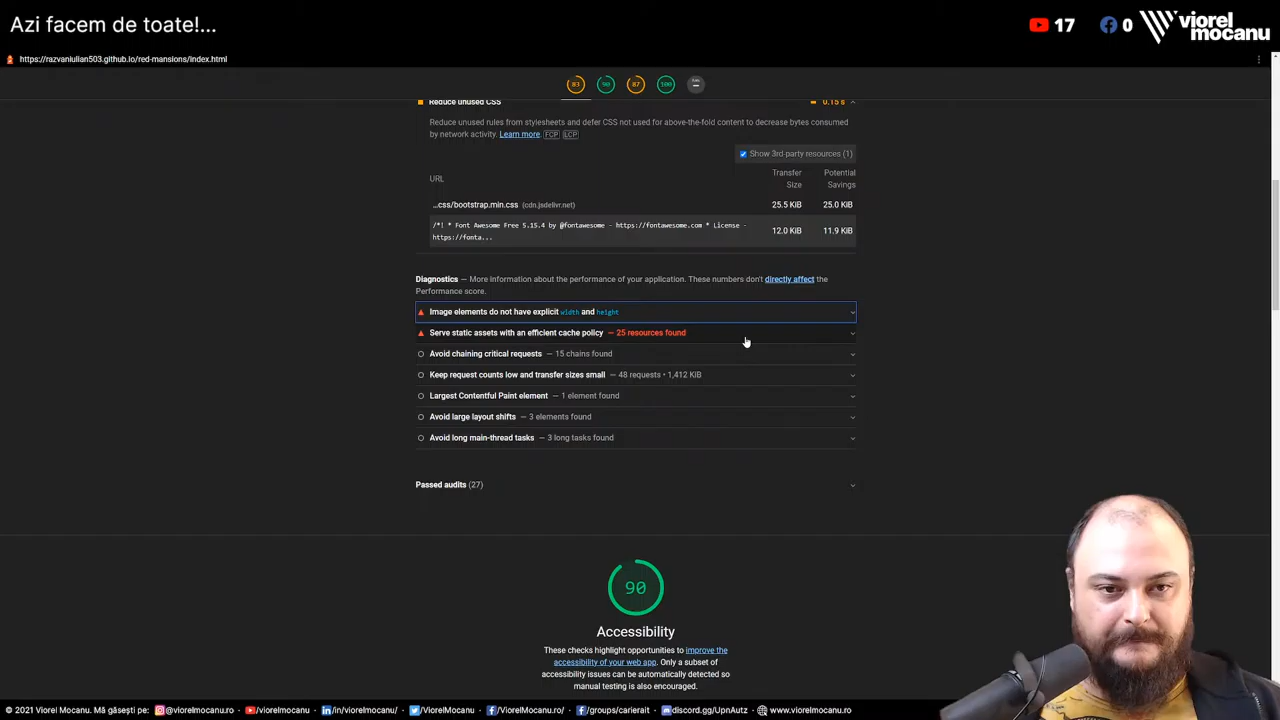 Azi facem de toate!...
17
0
viorel
mocanu
https://razvaniulian503.github.io/red-mansions/index.html
83
90
87
100
Reduce unused CSS
0.15 s
Reduce unused rules from stylesheets and defer CSS not used for above-the-fold content to decrease bytes consumed
by network activity. Learn more. FCP LCP
Show 3rd-party resources (1)
URL
Transfer
Size
Potential
Savings
…css/bootstrap.min.css (cdn.jsdelivr.net)
25.5 KiB
25.0 KiB
/*! * Font Awesome Free 5.15.4 by @fontawesome - https://fontawesome.com * License -
https://fonta...
12.0 KiB
11.9 KiB
Diagnostics — More information about the performance of your application. These numbers don't directly affect the
Performance score.
Image elements do not have explicit width and height
Serve static assets with an efficient cache policy — 25 resources found
Avoid chaining critical requests — 15 chains found
Keep request counts low and transfer sizes small — 48 requests • 1,412 KiB
Largest Contentful Paint element — 1 element found
Avoid large layout shifts — 3 elements found
Avoid long main-thread tasks — 3 long tasks found
Passed audits (27)
90
Accessibility
These checks highlight opportunities to improve the
accessibility of your web app. Only a subset of
accessibility issues can be automatically detected so
manual testing is also encouraged.
© 2021 Viorel Mocanu. Mă găsești pe: @viorelmocanu.ro • /viorelmocanu • /in/viorelmocanu/ • /ViorelMocanu • /ViorelMocanu.ro/ • /groups/carierait • discord.gg/UpnAutz • www.viorelmocanu.ro